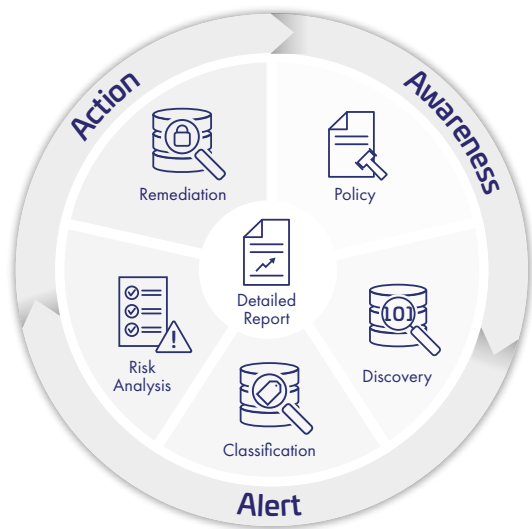 Action
Awareness
Remediation
Policy
Detailed
Report
101
Risk
Analysis
Discovery
Classification
Alert